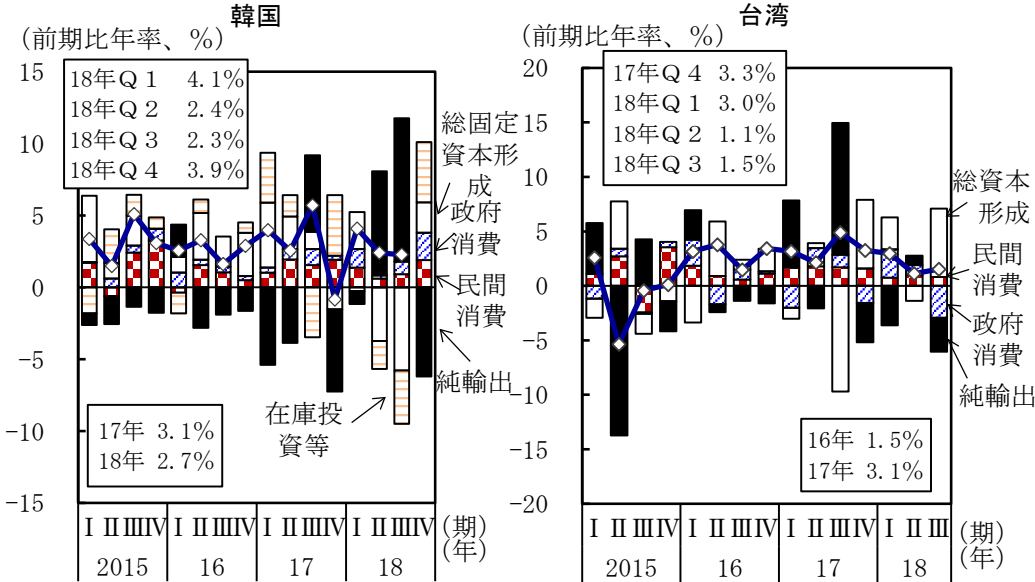 韓国
(前期比年率、%)
15
10
5
0
−5
−10
−15
18年Q１ 4.1%
18年Q２ 2.4%
18年Q３ 2.3%
18年Q４ 3.9%
総固定
資本形
成
政府
消費
民間
消費
純輸出
在庫投
資等
17年 3.1%
18年 2.7%
Ⅰ Ⅱ Ⅲ Ⅳ Ⅰ Ⅱ Ⅲ Ⅳ Ⅰ Ⅱ Ⅲ Ⅳ Ⅰ Ⅱ Ⅲ Ⅳ (期)
2015 16 17 18 (年)
台湾
(前期比年率、%)
20
15
10
5
0
−5
−10
−15
−20
17年Q４ 3.3%
18年Q１ 3.0%
18年Q２ 1.1%
18年Q３ 1.5%
総資本
形成
民間
消費
政府
消費
純輸出
16年 1.5%
17年 3.1%
Ⅰ Ⅱ Ⅲ Ⅳ Ⅰ Ⅱ Ⅲ Ⅳ Ⅰ Ⅱ Ⅲ Ⅳ Ⅰ Ⅱ Ⅲ (期)
2015 16 17 18 (年)